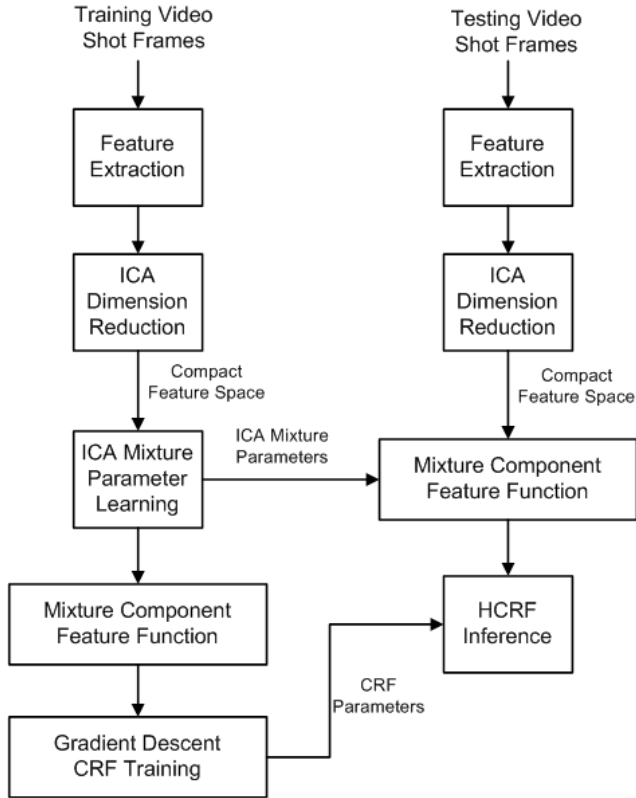 Training Video
Shot Frames
Feature
Extraction
ICA
Dimension
Reduction
Compact
Feature Space
ICA Mixture
Parameter
Learning
ICA Mixture
Parameters
Mixture Component
Feature Function
Gradient Descent
CRF Training
CRF
Parameters
Testing Video
Shot Frames
Feature
Extraction
ICA
Dimension
Reduction
Compact
Feature Space
Mixture Component
Feature Function
HCRF
Inference